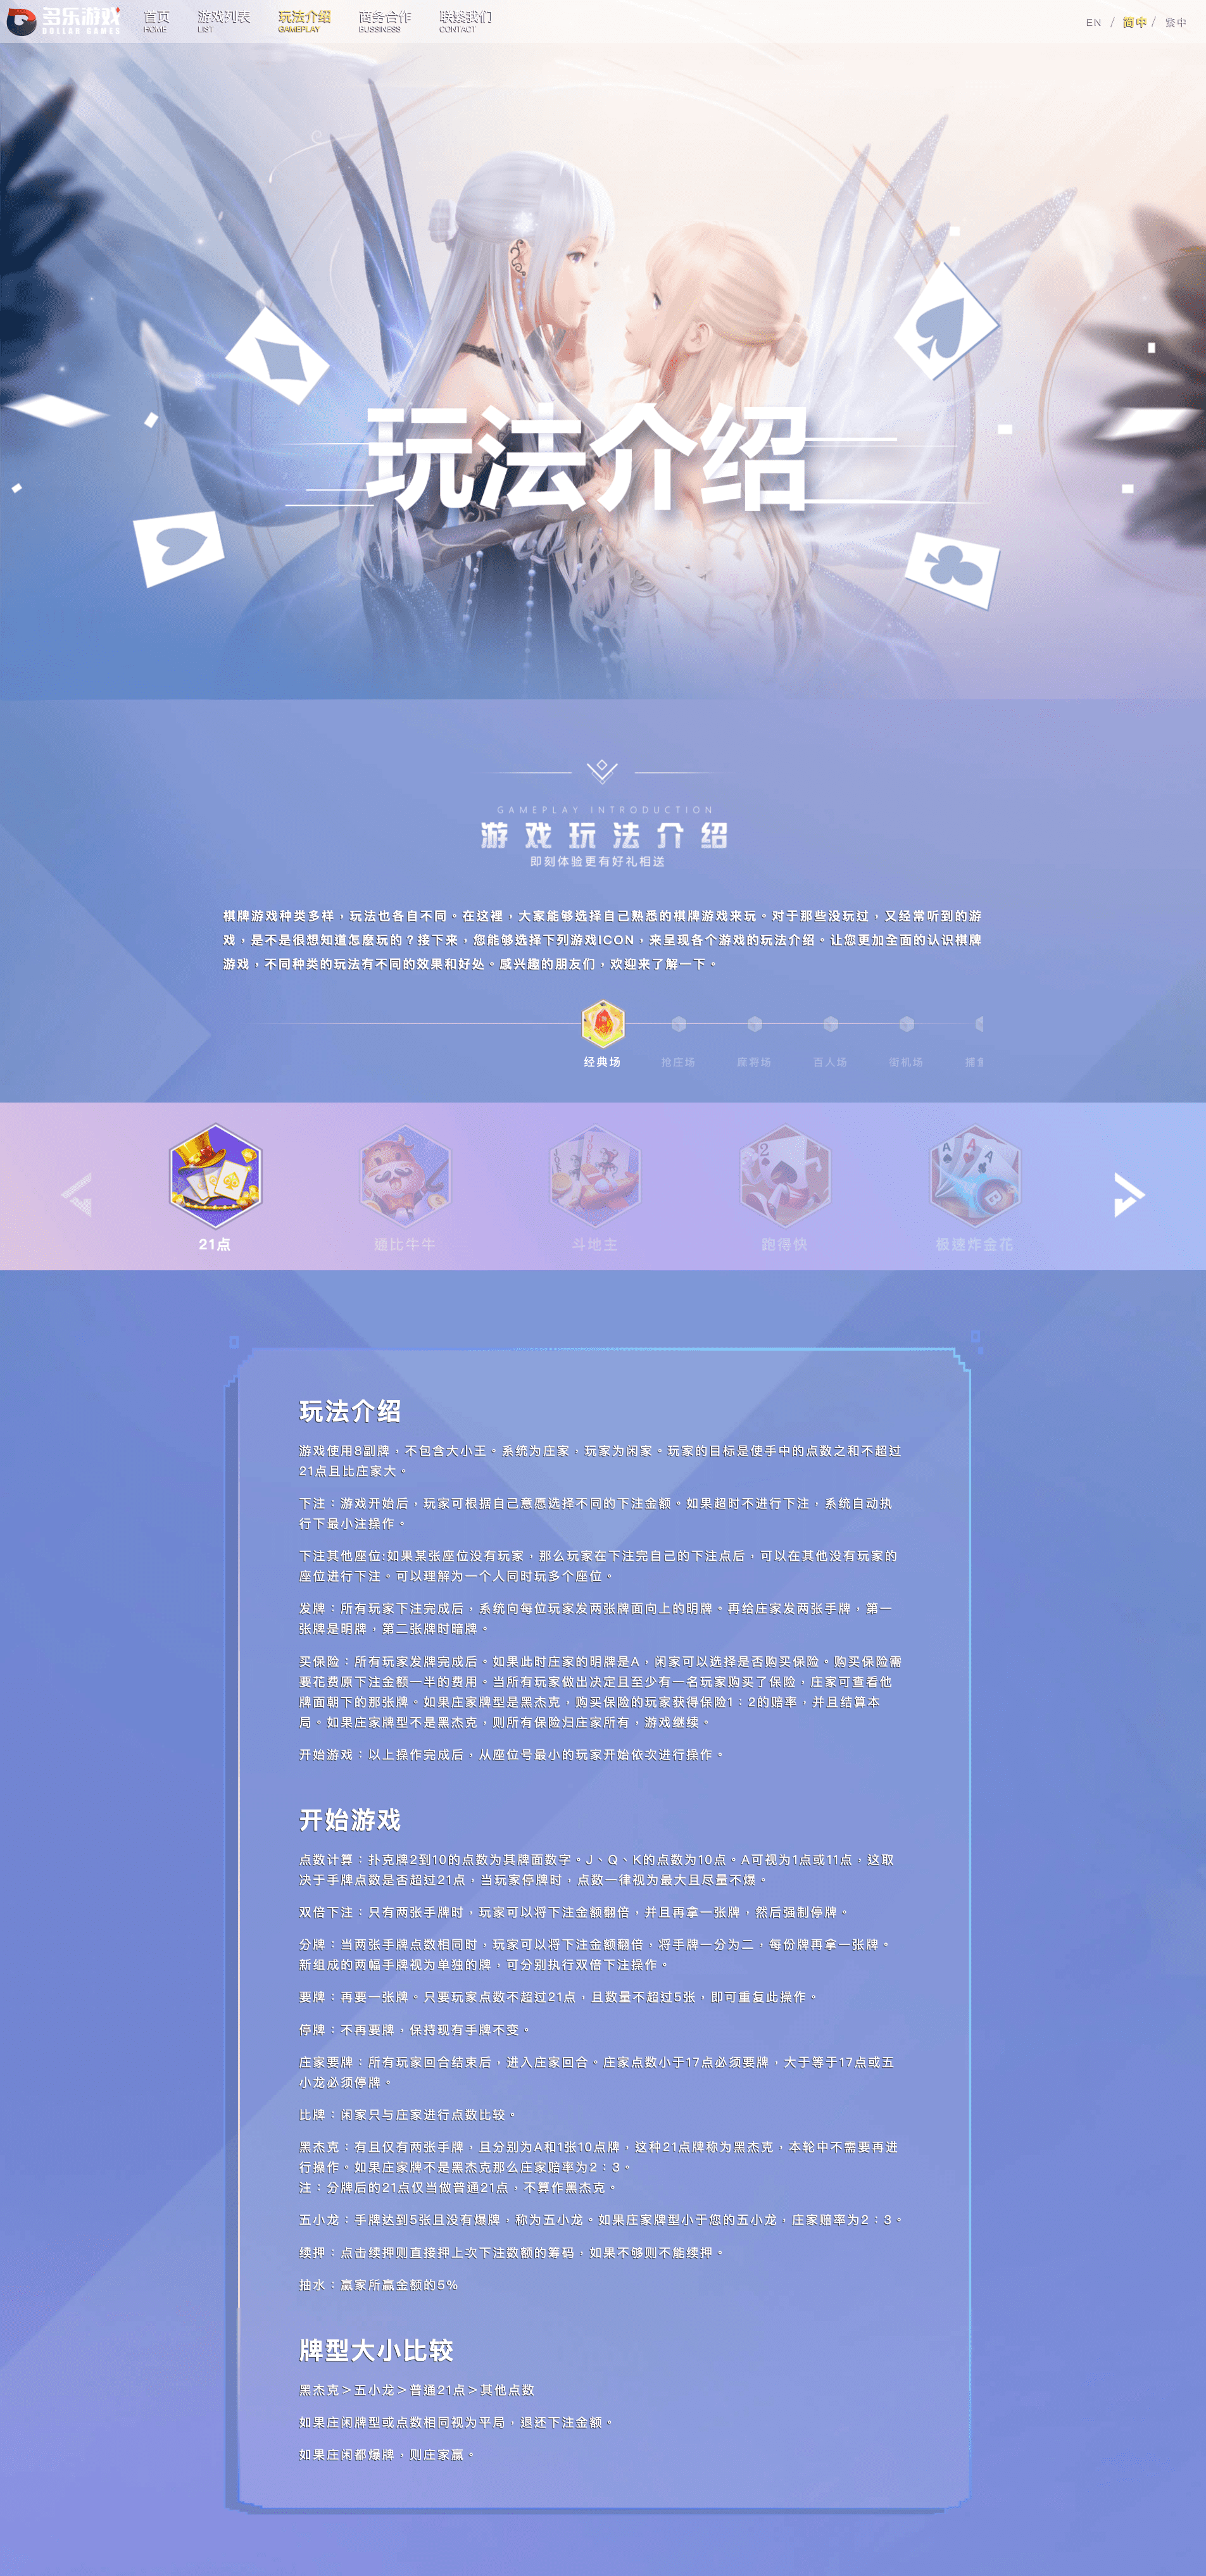 多乐游戏
DOLLAR GAMES
首页
HOME
游戏列表
LIST
玩法介绍
GAMEPLAY
商务合作
BUSSINESS
联繫我们
CONTACT
EN / 简中 / 繁中
玩法介绍
GAMEPLAY INTRODUCTION
游戏玩法介绍
即刻体验更有好礼相送
棋牌游戏种类多样，玩法也各自不同。在这裡，大家能够选择自己熟悉的棋牌游戏来玩。对于那些没玩过，又经常听到的游
戏，是不是很想知道怎麽玩的？接下来，您能够选择下列游戏ICON，来呈现各个游戏的玩法介绍。让您更加全面的认识棋牌
游戏，不同种类的玩法有不同的效果和好处。感兴趣的朋友们，欢迎来了解一下。
经典场
抢庄场
麻将场
百人场
街机场
21点
通比牛牛
斗地主
跑得快
极速炸金花
玩法介绍
游戏使用8副牌，不包含大小王。系统为庄家，玩家为闲家。玩家的目标是使手中的点数之和不超过
21点且比庄家大。
下注：游戏开始后，玩家可根据自己意愿选择不同的下注金额。如果超时不进行下注，系统自动执
行下最小注操作。
下注其他座位:如果某张座位没有玩家，那么玩家在下注完自己的下注点后，可以在其他没有玩家的
座位进行下注。可以理解为一个人同时玩多个座位。
发牌：所有玩家下注完成后，系统向每位玩家发两张牌面向上的明牌。再给庄家发两张手牌，第一
张牌是明牌，第二张牌时暗牌。
买保险：所有玩家发牌完成后。如果此时庄家的明牌是A，闲家可以选择是否购买保险。购买保险需
要花费原下注金额一半的费用。当所有玩家做出决定且至少有一名玩家购买了保险，庄家可查看他
牌面朝下的那张牌。如果庄家牌型是黑杰克，购买保险的玩家获得保险1：2的赔率，并且结算本
局。如果庄家牌型不是黑杰克，则所有保险归庄家所有，游戏继续。
开始游戏：以上操作完成后，从座位号最小的玩家开始依次进行操作。
开始游戏
点数计算：扑克牌2到10的点数为其牌面数字。J、Q、K的点数为10点。A可视为1点或11点，这取
决于手牌点数是否超过21点，当玩家停牌时，点数一律视为最大且尽量不爆。
双倍下注：只有两张手牌时，玩家可以将下注金额翻倍，并且再拿一张牌，然后强制停牌。
分牌：当两张手牌点数相同时，玩家可以将下注金额翻倍，将手牌一分为二，每份牌再拿一张牌。
新组成的两幅手牌视为单独的牌，可分别执行双倍下注操作。
要牌：再要一张牌。只要玩家点数不超过21点，且数量不超过5张，即可重复此操作。
停牌：不再要牌，保持现有手牌不变。
庄家要牌：所有玩家回合结束后，进入庄家回合。庄家点数小于17点必须要牌，大于等于17点或五
小龙必须停牌。
比牌：闲家只与庄家进行点数比较。
黑杰克：有且仅有两张手牌，且分别为A和1张10点牌，这种21点牌称为黑杰克，本轮中不需要再进
行操作。如果庄家牌不是黑杰克那么庄家赔率为2：3。
注：分牌后的21点仅当做普通21点，不算作黑杰克。
五小龙：手牌达到5张且没有爆牌，称为五小龙。如果庄家牌型小于您的五小龙，庄家赔率为2：3。
续押：点击续押则直接押上次下注数额的筹码，如果不够则不能续押。
抽水：赢家所赢金额的5%
牌型大小比较
黑杰克＞五小龙＞普通21点＞其他点数
如果庄闲牌型或点数相同视为平局，退还下注金额。
如果庄闲都爆牌，则庄家赢。